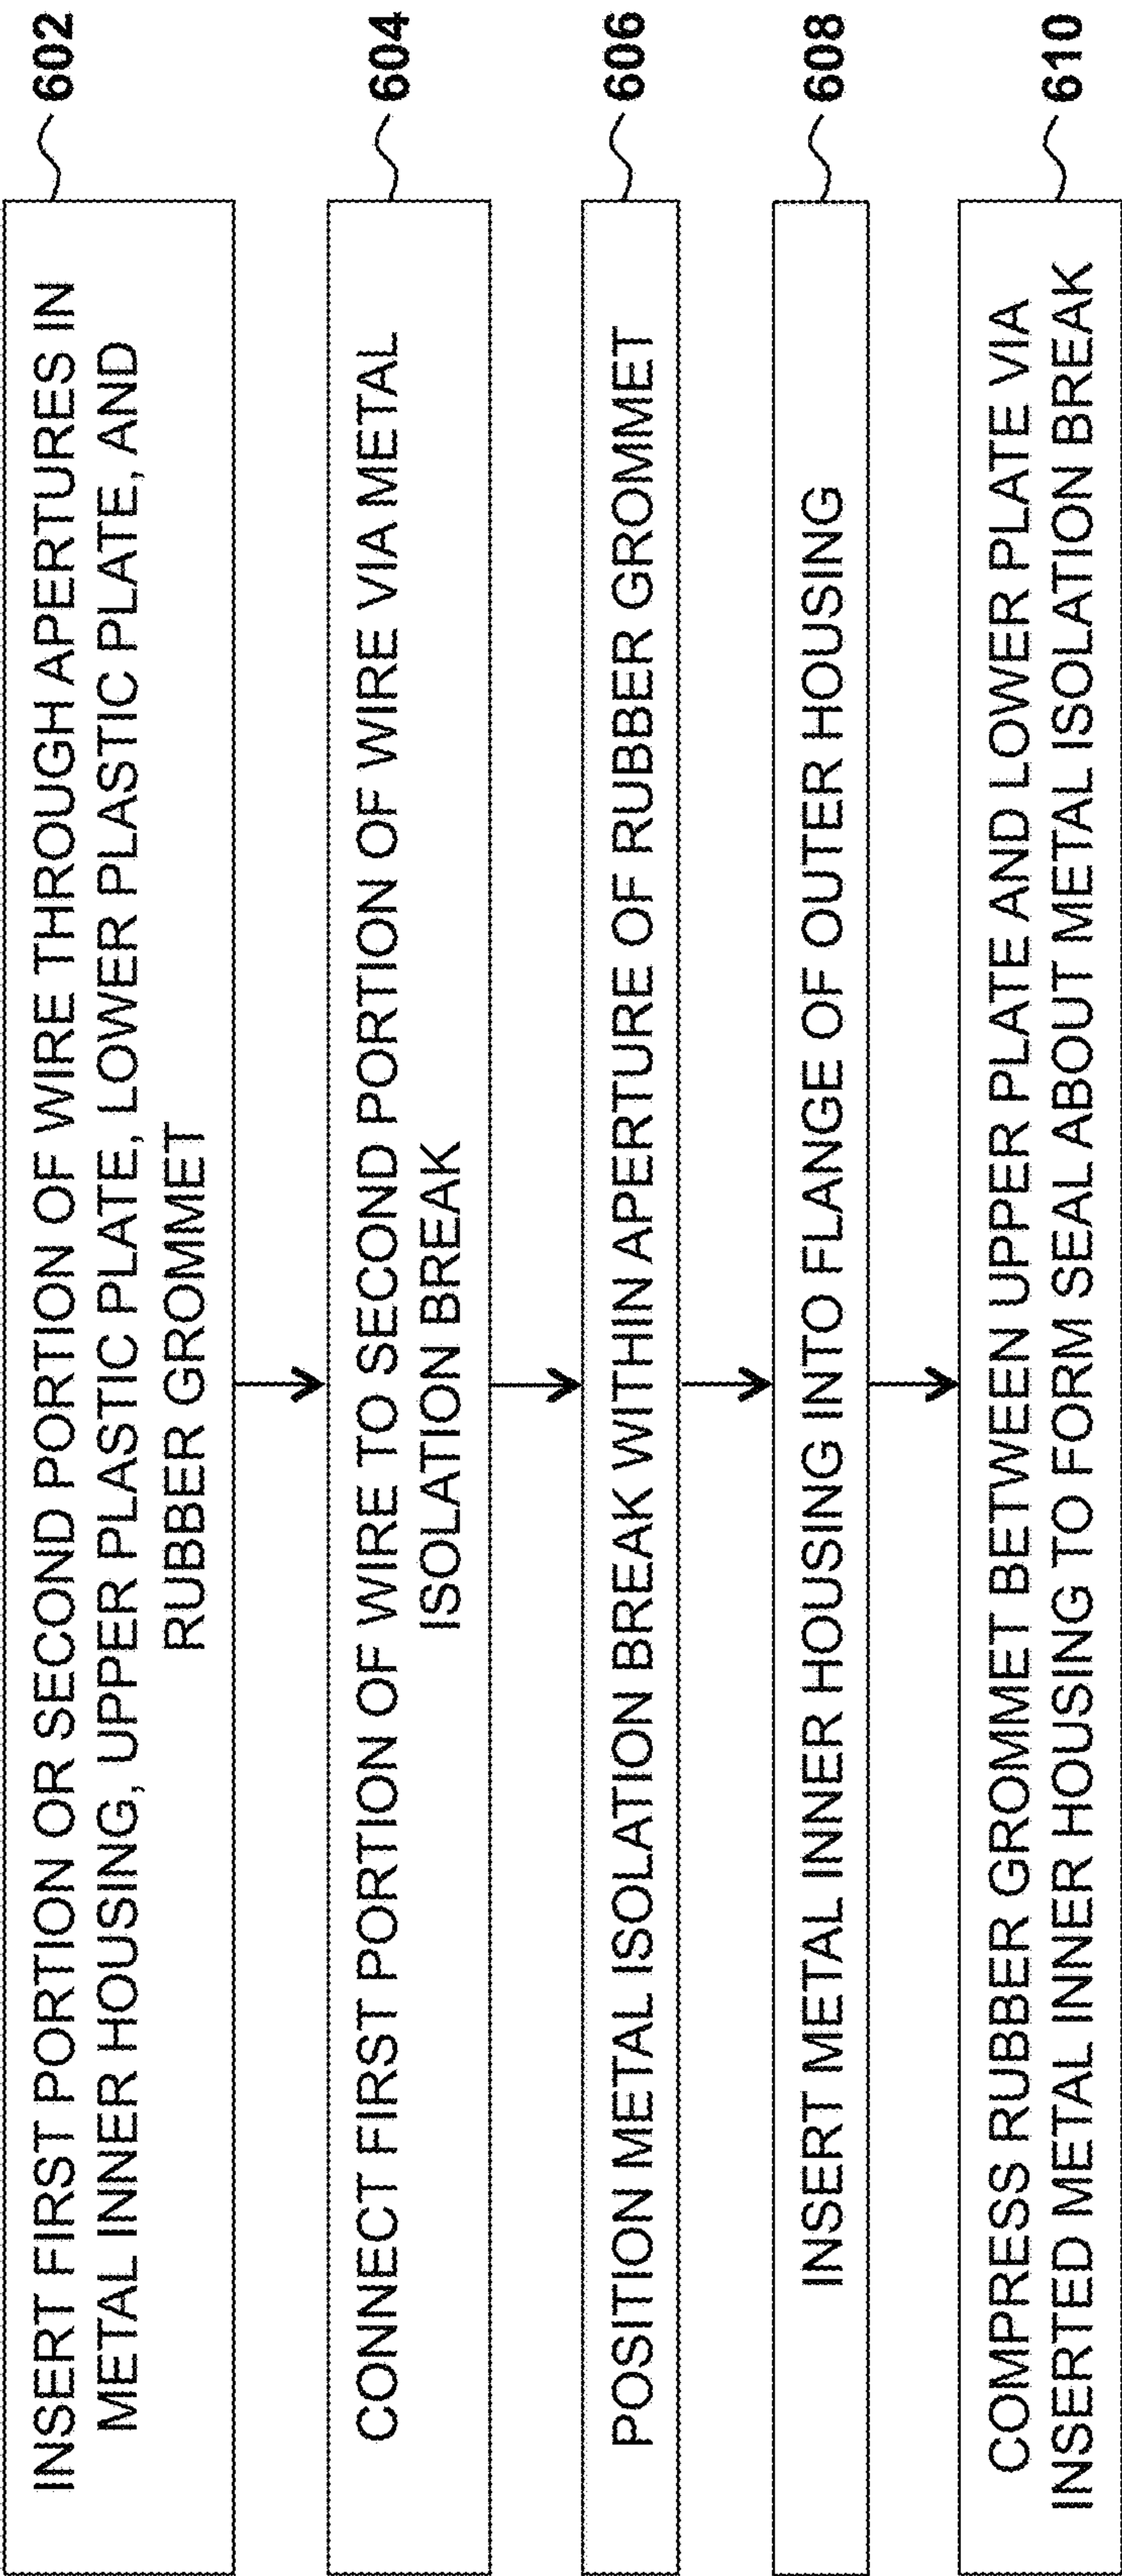 INSERT FIRST PORTION OR SECOND PORTION OF WIRE THROUGH APERTURES IN
METAL INNER HOUSING, UPPER PLASTIC PLATE, LOWER PLASTIC PLATE, AND
RUBBER GROMMET
602
CONNECT FIRST PORTION OF WIRE TO SECOND PORTION OF WIRE VIA METAL
ISOLATION BREAK
604
POSITION METAL ISOLATION BREAK WITHIN APERTURE OF RUBBER GROMMET
606
INSERT METAL INNER HOUSING INTO FLANGE OF OUTER HOUSING
608
COMPRESS RUBBER GROMMET BETWEEN UPPER PLATE AND LOWER PLATE VIA
INSERTED METAL INNER HOUSING TO FORM SEAL ABOUT METAL ISOLATION BREAK
610